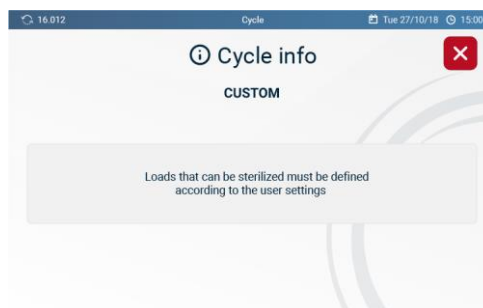 16.012 Cycle Tue 27/10/18 15:00
Cycle info
CUSTOM
Loads that can be sterilized must be defined
according to the user settings